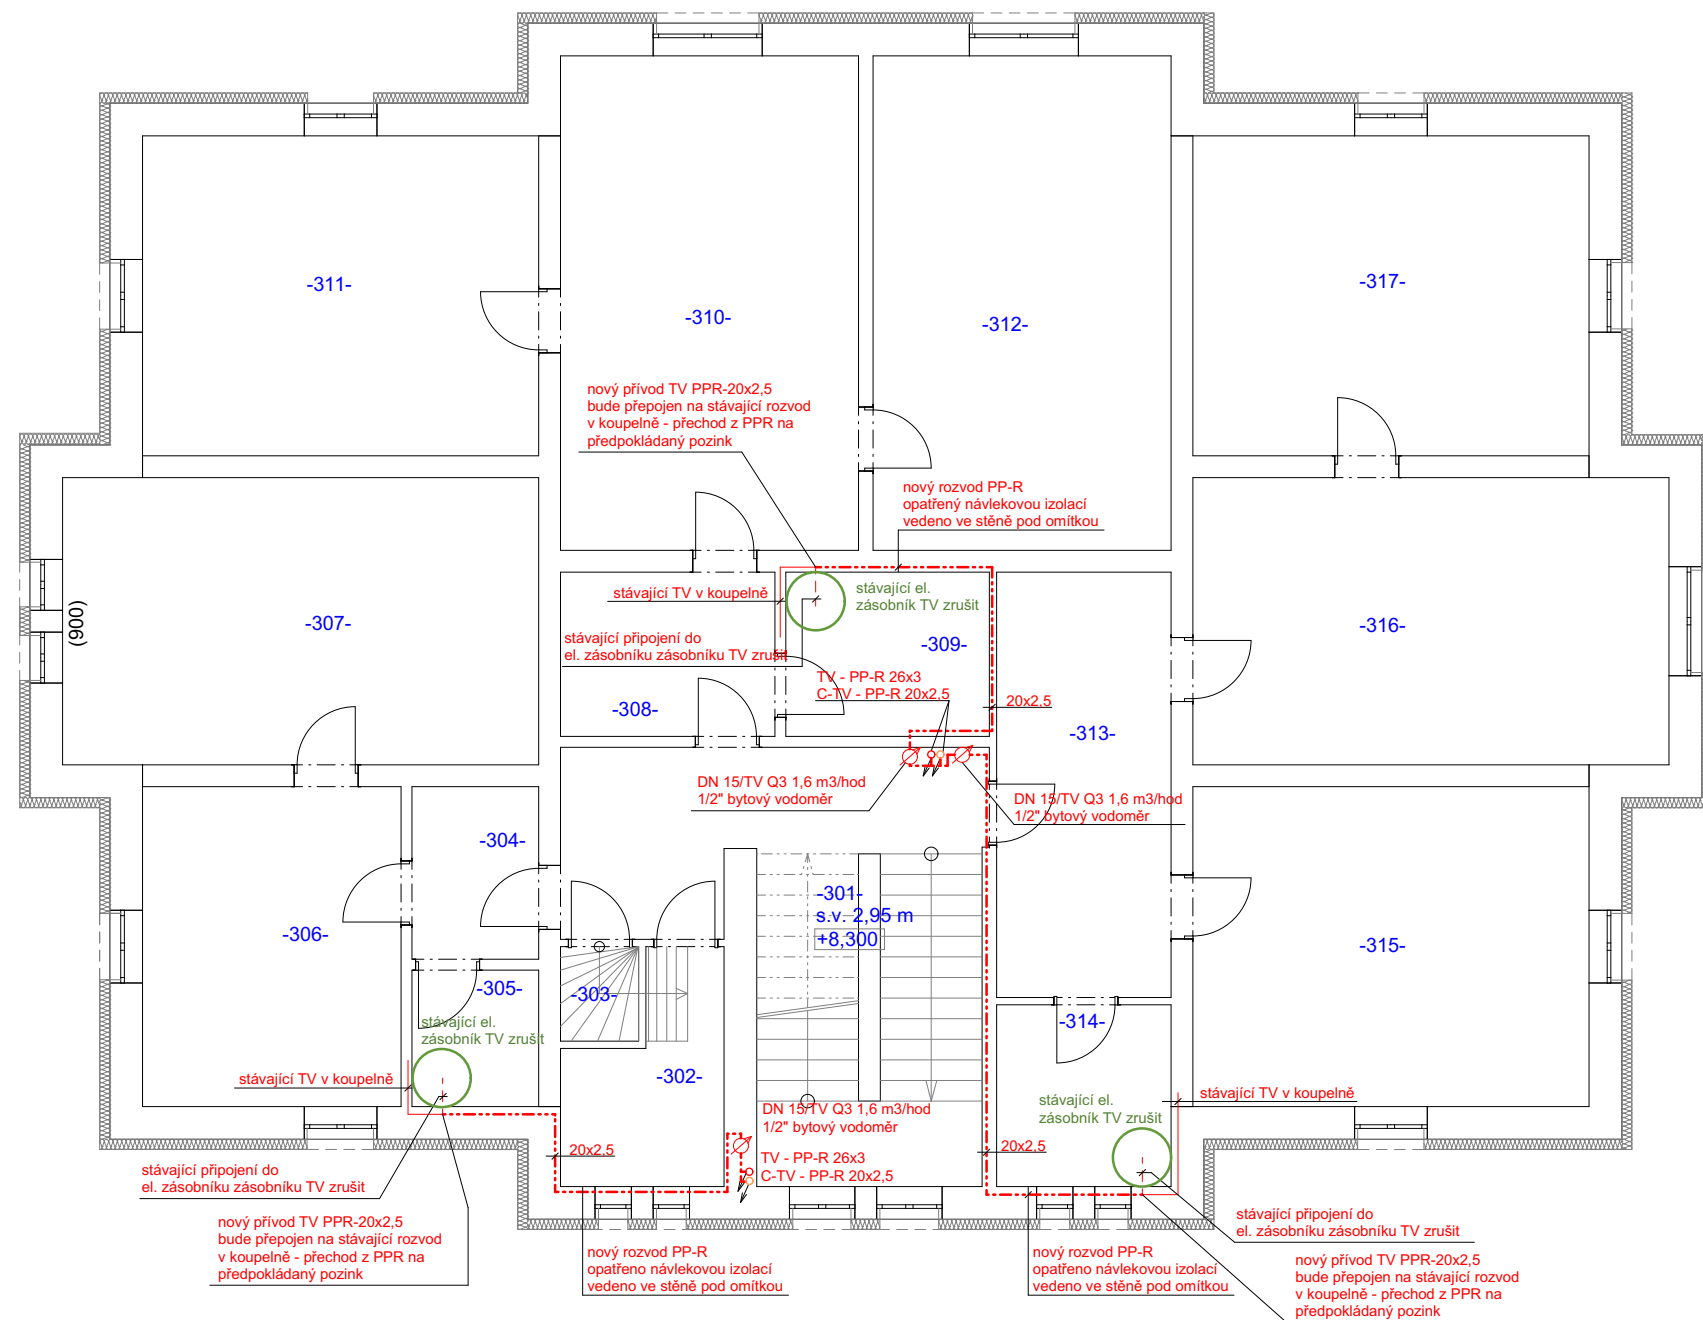 -311-
-310-
-312-
-317-
nový přívod TV PPR-20x2,5
bude přepojen na stávající rozvod
v koupelně - přechod z PPR na
předpokládaný pozink
nový rozvod PP-R
opatřený návlekovou izolací
vedeno ve stěně pod omítkou
stávající TV v koupelně
stávající el.
zásobník TV zrušit
(900)
-307-
-316-
stávající připojení do
el. zásobníku zásobníku TV zrušit
-309-
TV - PP-R 26x3
C-TV - PP-R 20x2,5
20x2,5
-308-
-313-
DN 15/TV Q3 1,6 m3/hod
1/2" bytový vodoměr
DN 15/TV Q3 1,6 m3/hod
1/2" bytový vodoměr
-304-
-301-
s.v. 2,95 m
+8,300
-306-
-315-
-305-
-303-
stávající el.
zásobník TV zrušit
-314-
-302-
stávající TV v koupelně
stávající TV v koupelně
stávající el.
zásobník TV zrušit
DN 15/TV Q3 1,6 m3/hod
1/2" bytový vodoměr
20x2,5
TV - PP-R 26x3
C-TV - PP-R 20x2,5
20x2,5
stávající připojení do
el. zásobníku zásobníku TV zrušit
nový přívod TV PPR-20x2,5
bude přepojen na stávající rozvod
v koupelně - přechod z PPR na
předpokládaný pozink
nový rozvod PP-R
opatřeno návlekovou izolací
vedeno ve stěně pod omítkou
nový rozvod PP-R
opatřeno návlekovou izolací
vedeno ve stěně pod omítkou
stávající připojení do
el. zásobníku zásobníku TV zrušit
nový přívod TV PPR-20x2,5
bude přepojen na stávající rozvod
v koupelně - přechod z PPR na
předpokládaný pozink